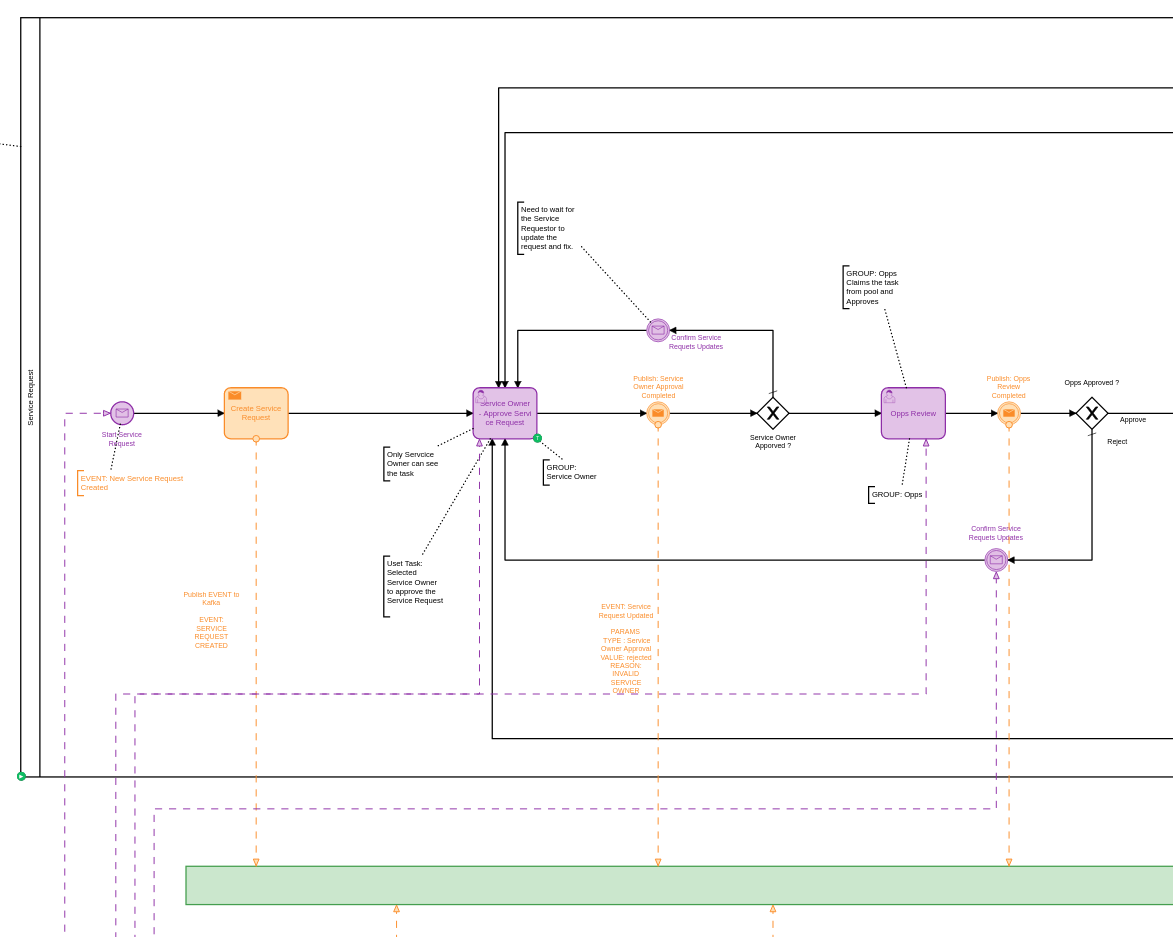 Service Request
Start Service
Request
EVENT: New Service Request
Created
Create Service
Request
Publish EVENT to
Kafka
EVENT:
SERVICE
REQUEST
CREATED
Need to wait for
the Service
Requestor to
update the
request and fix.
Service Owner
- Approve Servi
ce Request
Only Servcice
Owner can see
the task
GROUP:
Service Owner
Uset Task:
Selected
Service Owner
to approve the
Service Request
Confirm Service
Requets Updates
Publish: Service
Owner Approval
Completed
EVENT: Service
Request Updated
PARAMS
TYPE : Service
Owner Approval
VALUE: rejected
REASON:
INVALID
SERVICE
OWNER
Service Owner
Apporved ?
GROUP: Opps
Claims the task
from pool and
Approves
Opps Review
GROUP: Opps
Publish: Opps
Review
Completed
Opps Approved ?
Approve
Reject
Confirm Service
Requets Updates